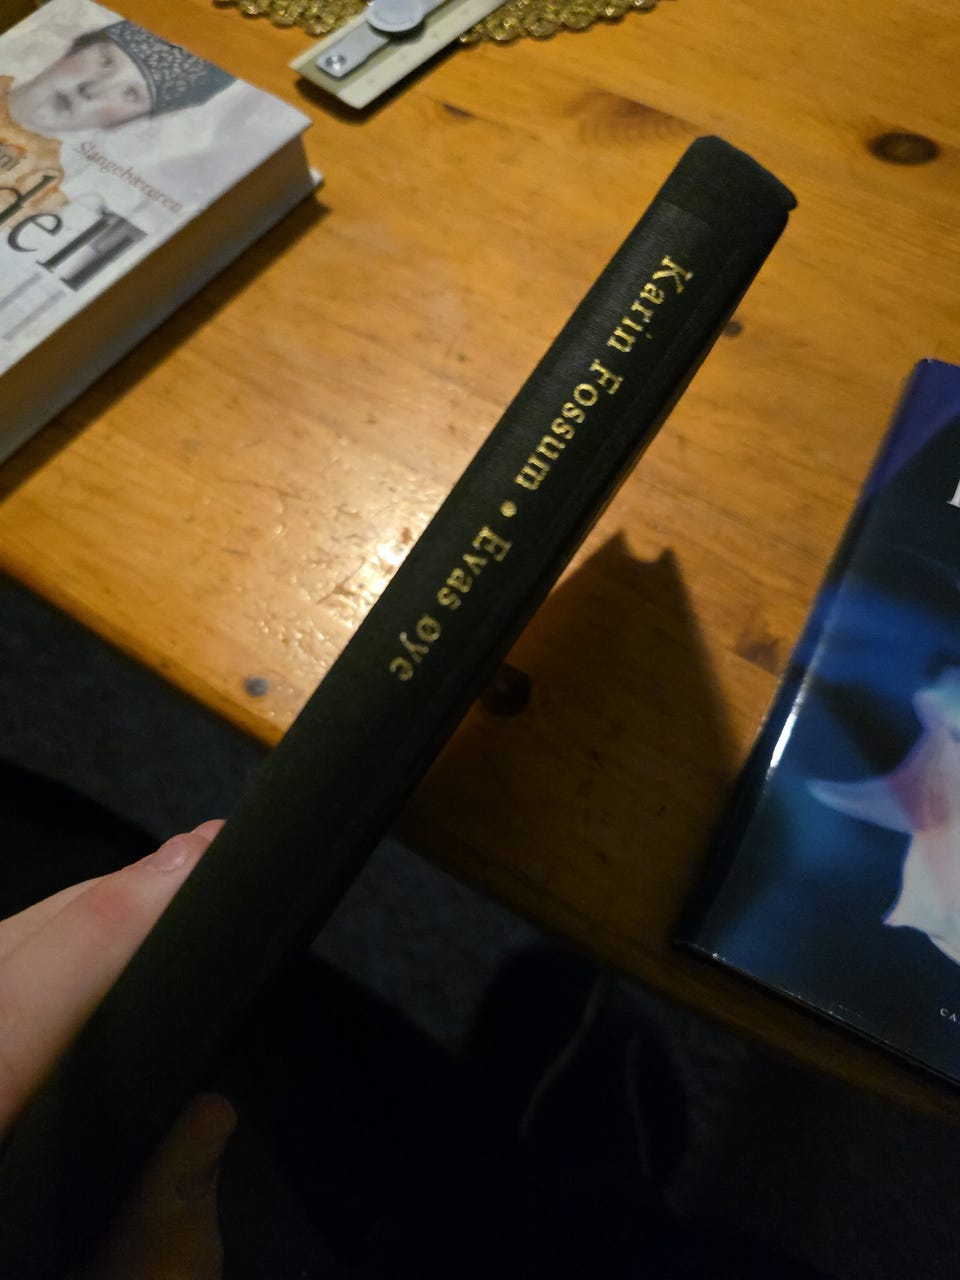 Slangebæreren
dell
Karin Fossum • Evas øye